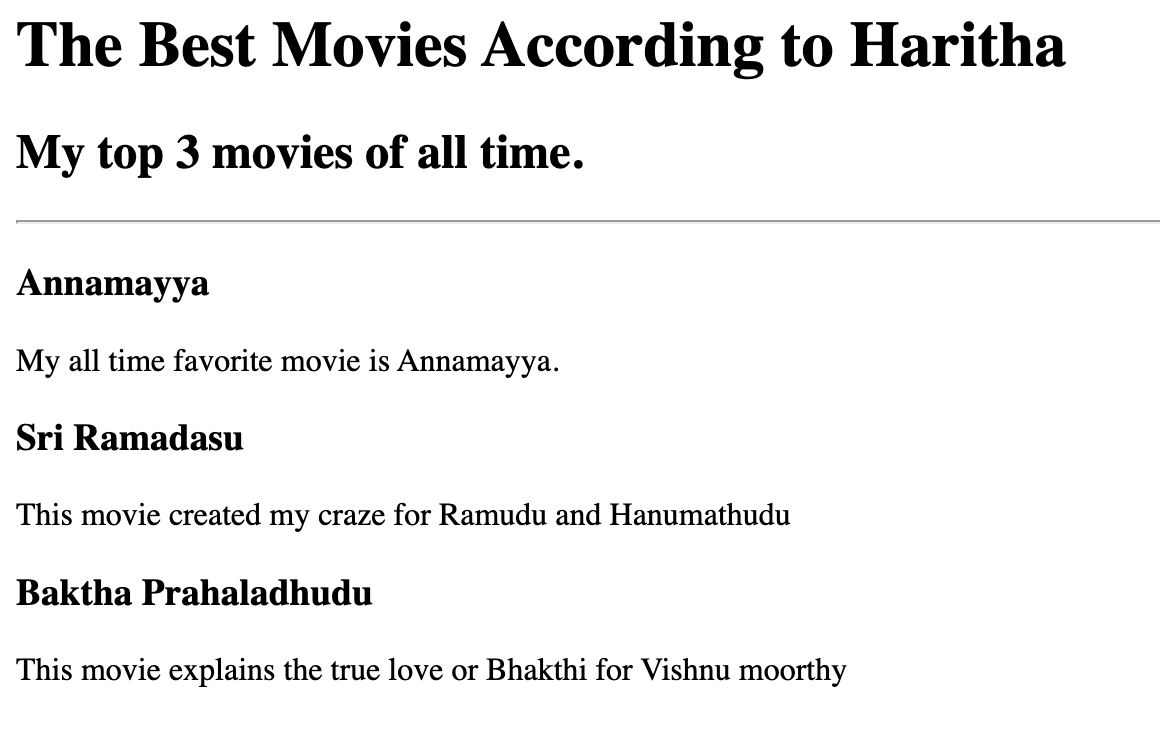 The Best Movies According to Haritha
My top 3 movies of all time.
Annamayya
My all time favorite movie is Annamayya.
Sri Ramadasu
This movie created my craze for Ramudu and Hanumathudu
Baktha Prahaladhudu
This movie explains the true love or Bhakthi for Vishnu moorthy